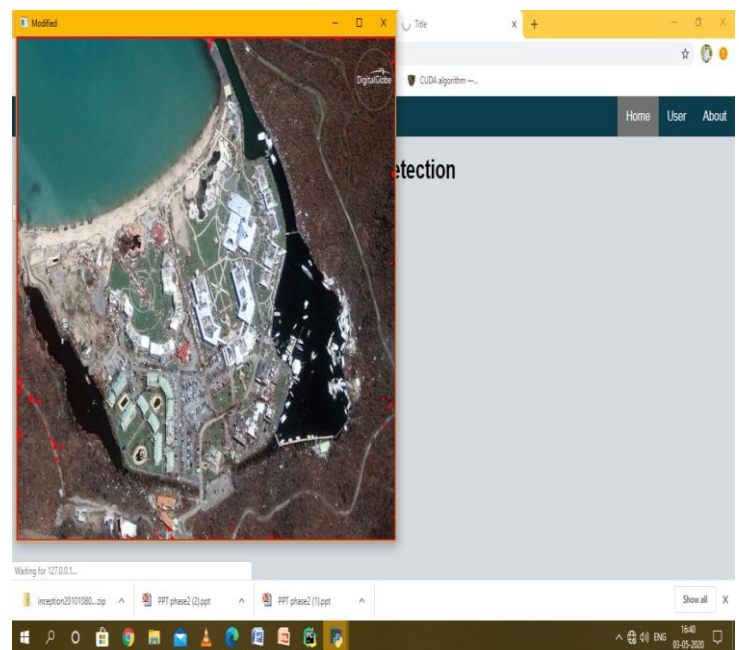 Modified
Title
DigitalGlobe
CUDA algorithm —...
Home User About
etection
Waiting for 127.0.0.1...
inception20101080....zip
PPT phase2 (2).ppt
PPT phase2 (1).ppt
Show all
ENG
16:40
03-05-2020